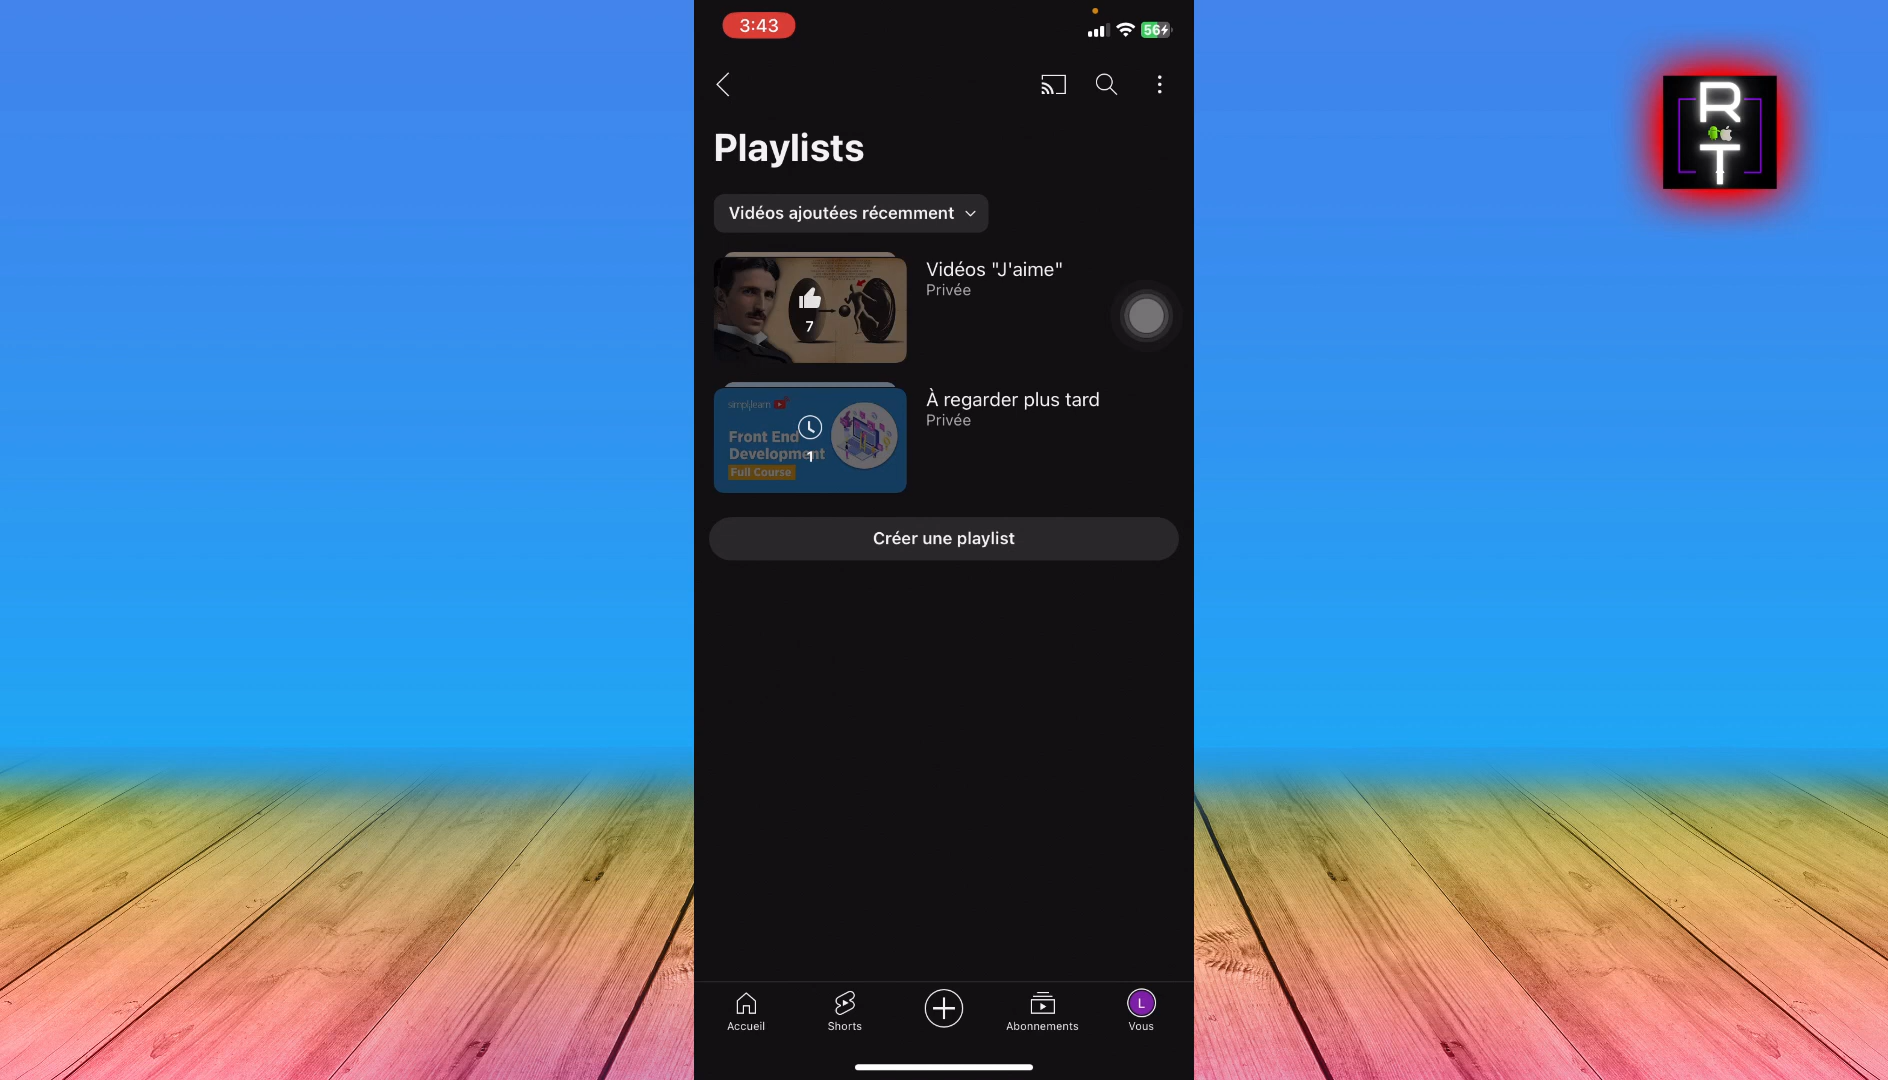 3:43
56
R
T
Playlists
Vidéos ajoutées récemment
Vidéos "J'aime"
Privée
7
À regarder plus tard
Privée
simplilearn
Front End
Development
1
Full Course
Créer une playlist
Accueil
Shorts
Abonnements
L
Vous